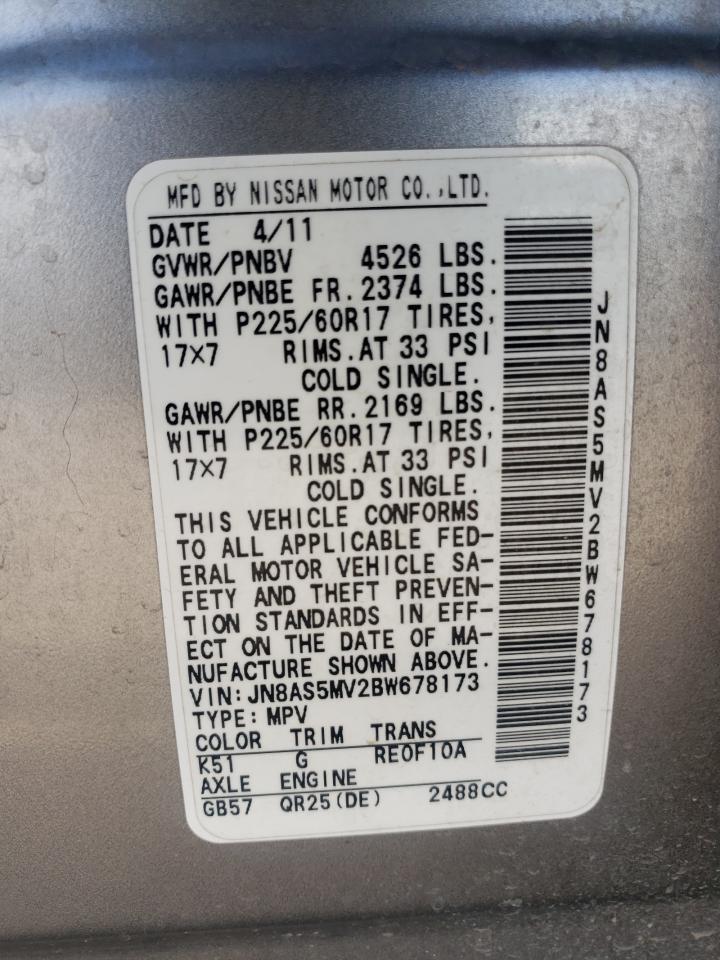 MFD BY NISSAN MOTOR CO.,LTD.
DATE 4/11
GVWR/PNBV 4526 LBS.
GAWR/PNBE FR.2374 LBS.
WITH P225/60R17 TIRES,
17×7 RIMS.AT 33 PSI
COLD SINGLE.
GAWR/PNBE RR.2169 LBS.
WITH P225/60R17 TIRES,
17×7 RIMS.AT 33 PSI
COLD SINGLE.
THIS VEHICLE CONFORMS
TO ALL APPLICABLE FED-
ERAL MOTOR VEHICLE SA-
FETY AND THEFT PREVEN-
TION STANDARDS IN EFF-
ECT ON THE DATE OF MA-
NUFACTURE SHOWN ABOVE.
VIN:JN8AS5MV2BW678173
TYPE:MPV
COLOR TRIM TRANS
K51 G RE0F10A
AXLE ENGINE
GB57 QR25(DE) 2488CC
JN8AS5MV2BW678173